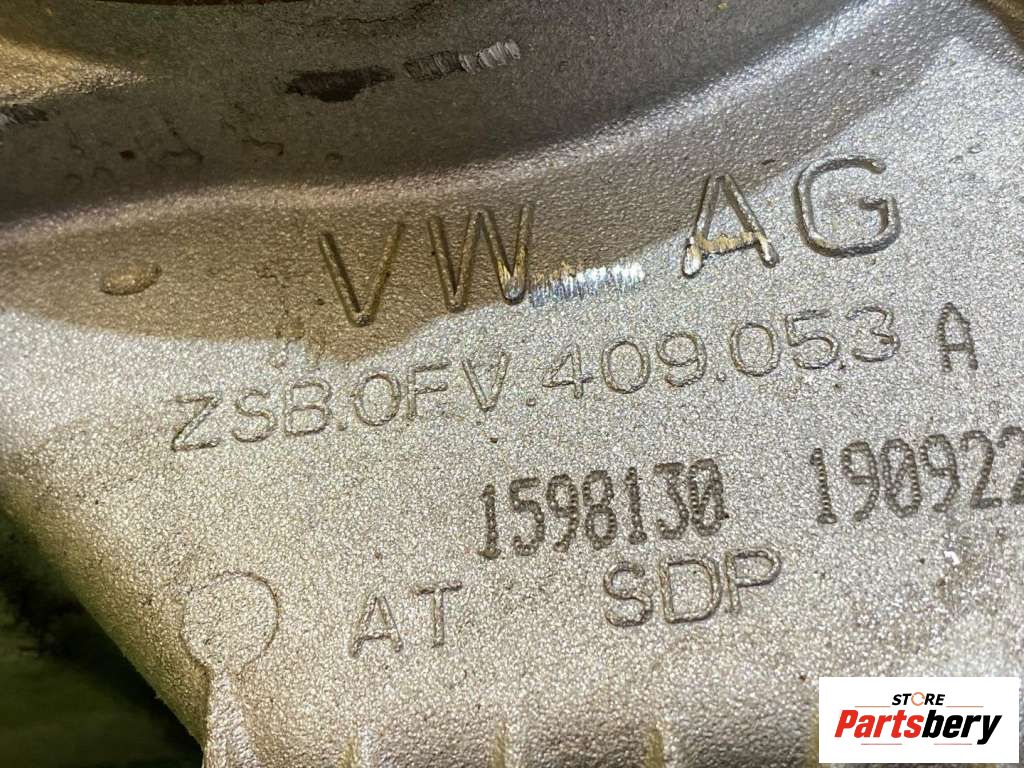 VW AG
ZSB.0FV.409.053 A
1598130 190922
AT SDP
STORE
Partsbery